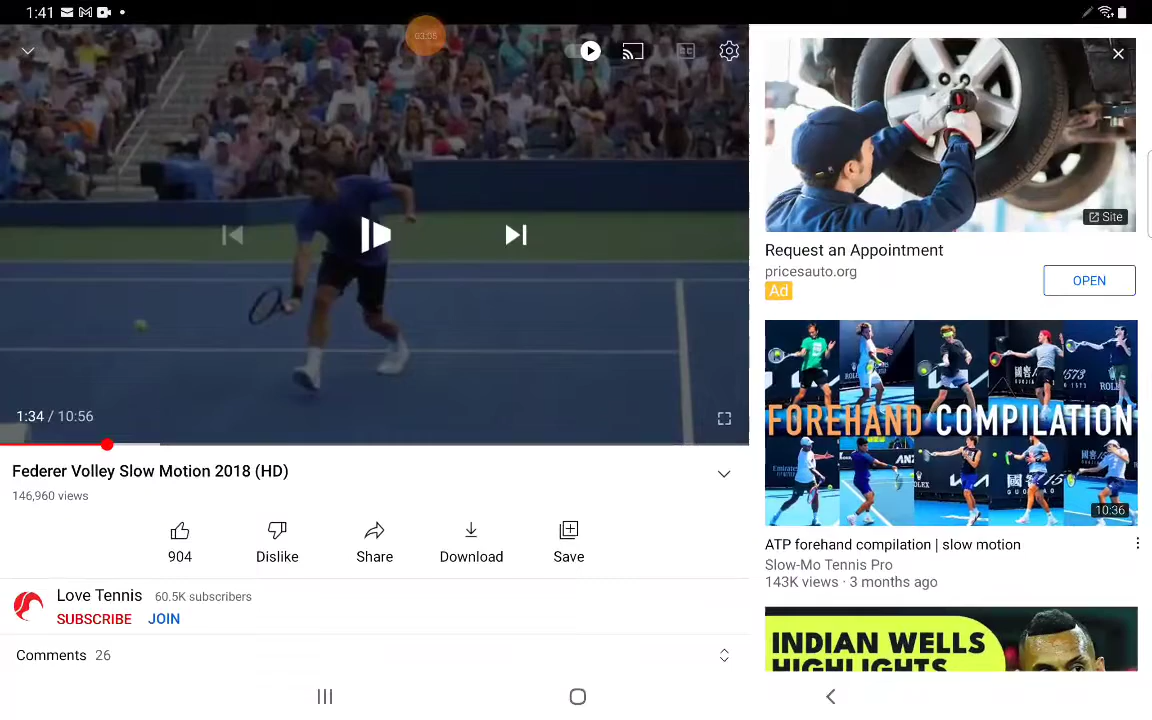 1:41
03:05
Site
Request an Appointment
pricesauto.org
Ad
OPEN
1:34 / 10:56
FOREHAND COMPILATION
10:36
Federer Volley Slow Motion 2018 (HD)
146,960 views
904
Dislike
Share
Download
Save
ATP forehand compilation | slow motion
Slow-Mo Tennis Pro
143K views · 3 months ago
Love Tennis 60.5K subscribers
SUBSCRIBE JOIN
Comments 26
INDIAN WELLS
HIGHLIGHTS